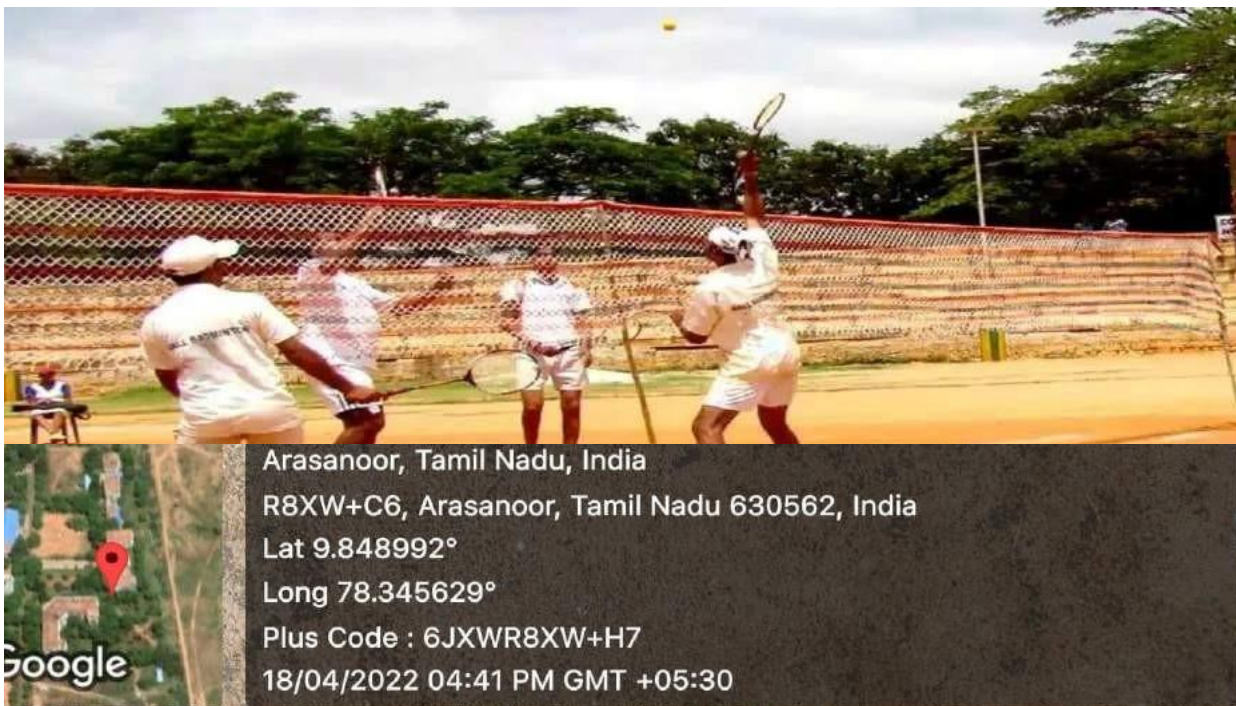 Arasanoor, Tamil Nadu, India
R8XW+C6, Arasanoor, Tamil Nadu 630562, India
Lat 9.848992°
Long 78.345629°
Plus Code : 6JXWR8XW+H7
18/04/2022 04:41 PM GMT +05:30
Google